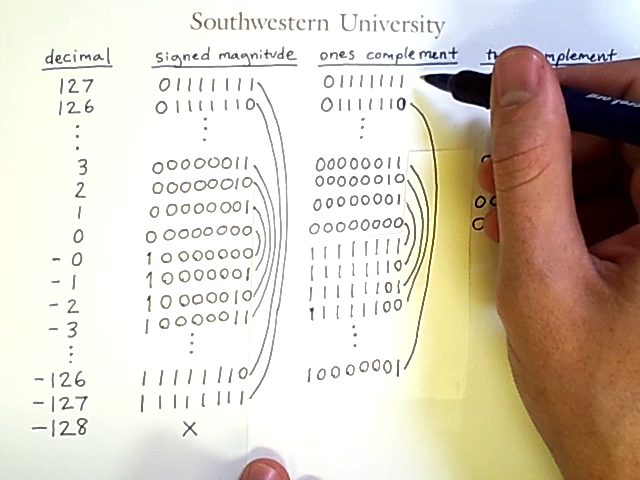 Southwestern University
decimal signed magnitude ones complement
127 01111111 01111111
126 01111110 01111110
3 00000011 00000011
2 00000010 00000010
1 00000001 00000001
0 00000000 00000000
-0 10000000 11111111
-1 10000001 11111110
-2 10000010 11111101
-3 10000011 11111100
-126 11111110 10000001
-127 11111111
-128 X